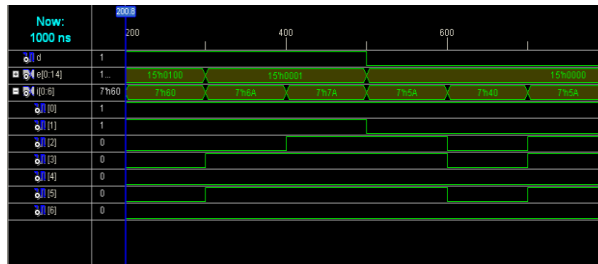 200.8
Now:
1000 ns
200 400 600
d 1
e[0:14] 1... 15'h0100 15'h0001 15'h0000
i[0:6] 7'h60 7'h60 7'h6A 7'h7A 7'h5A 7'h40 7'h5A
[0] 1
[1] 1
[2] 0
[3] 0
[4] 0
[5] 0
[6] 0